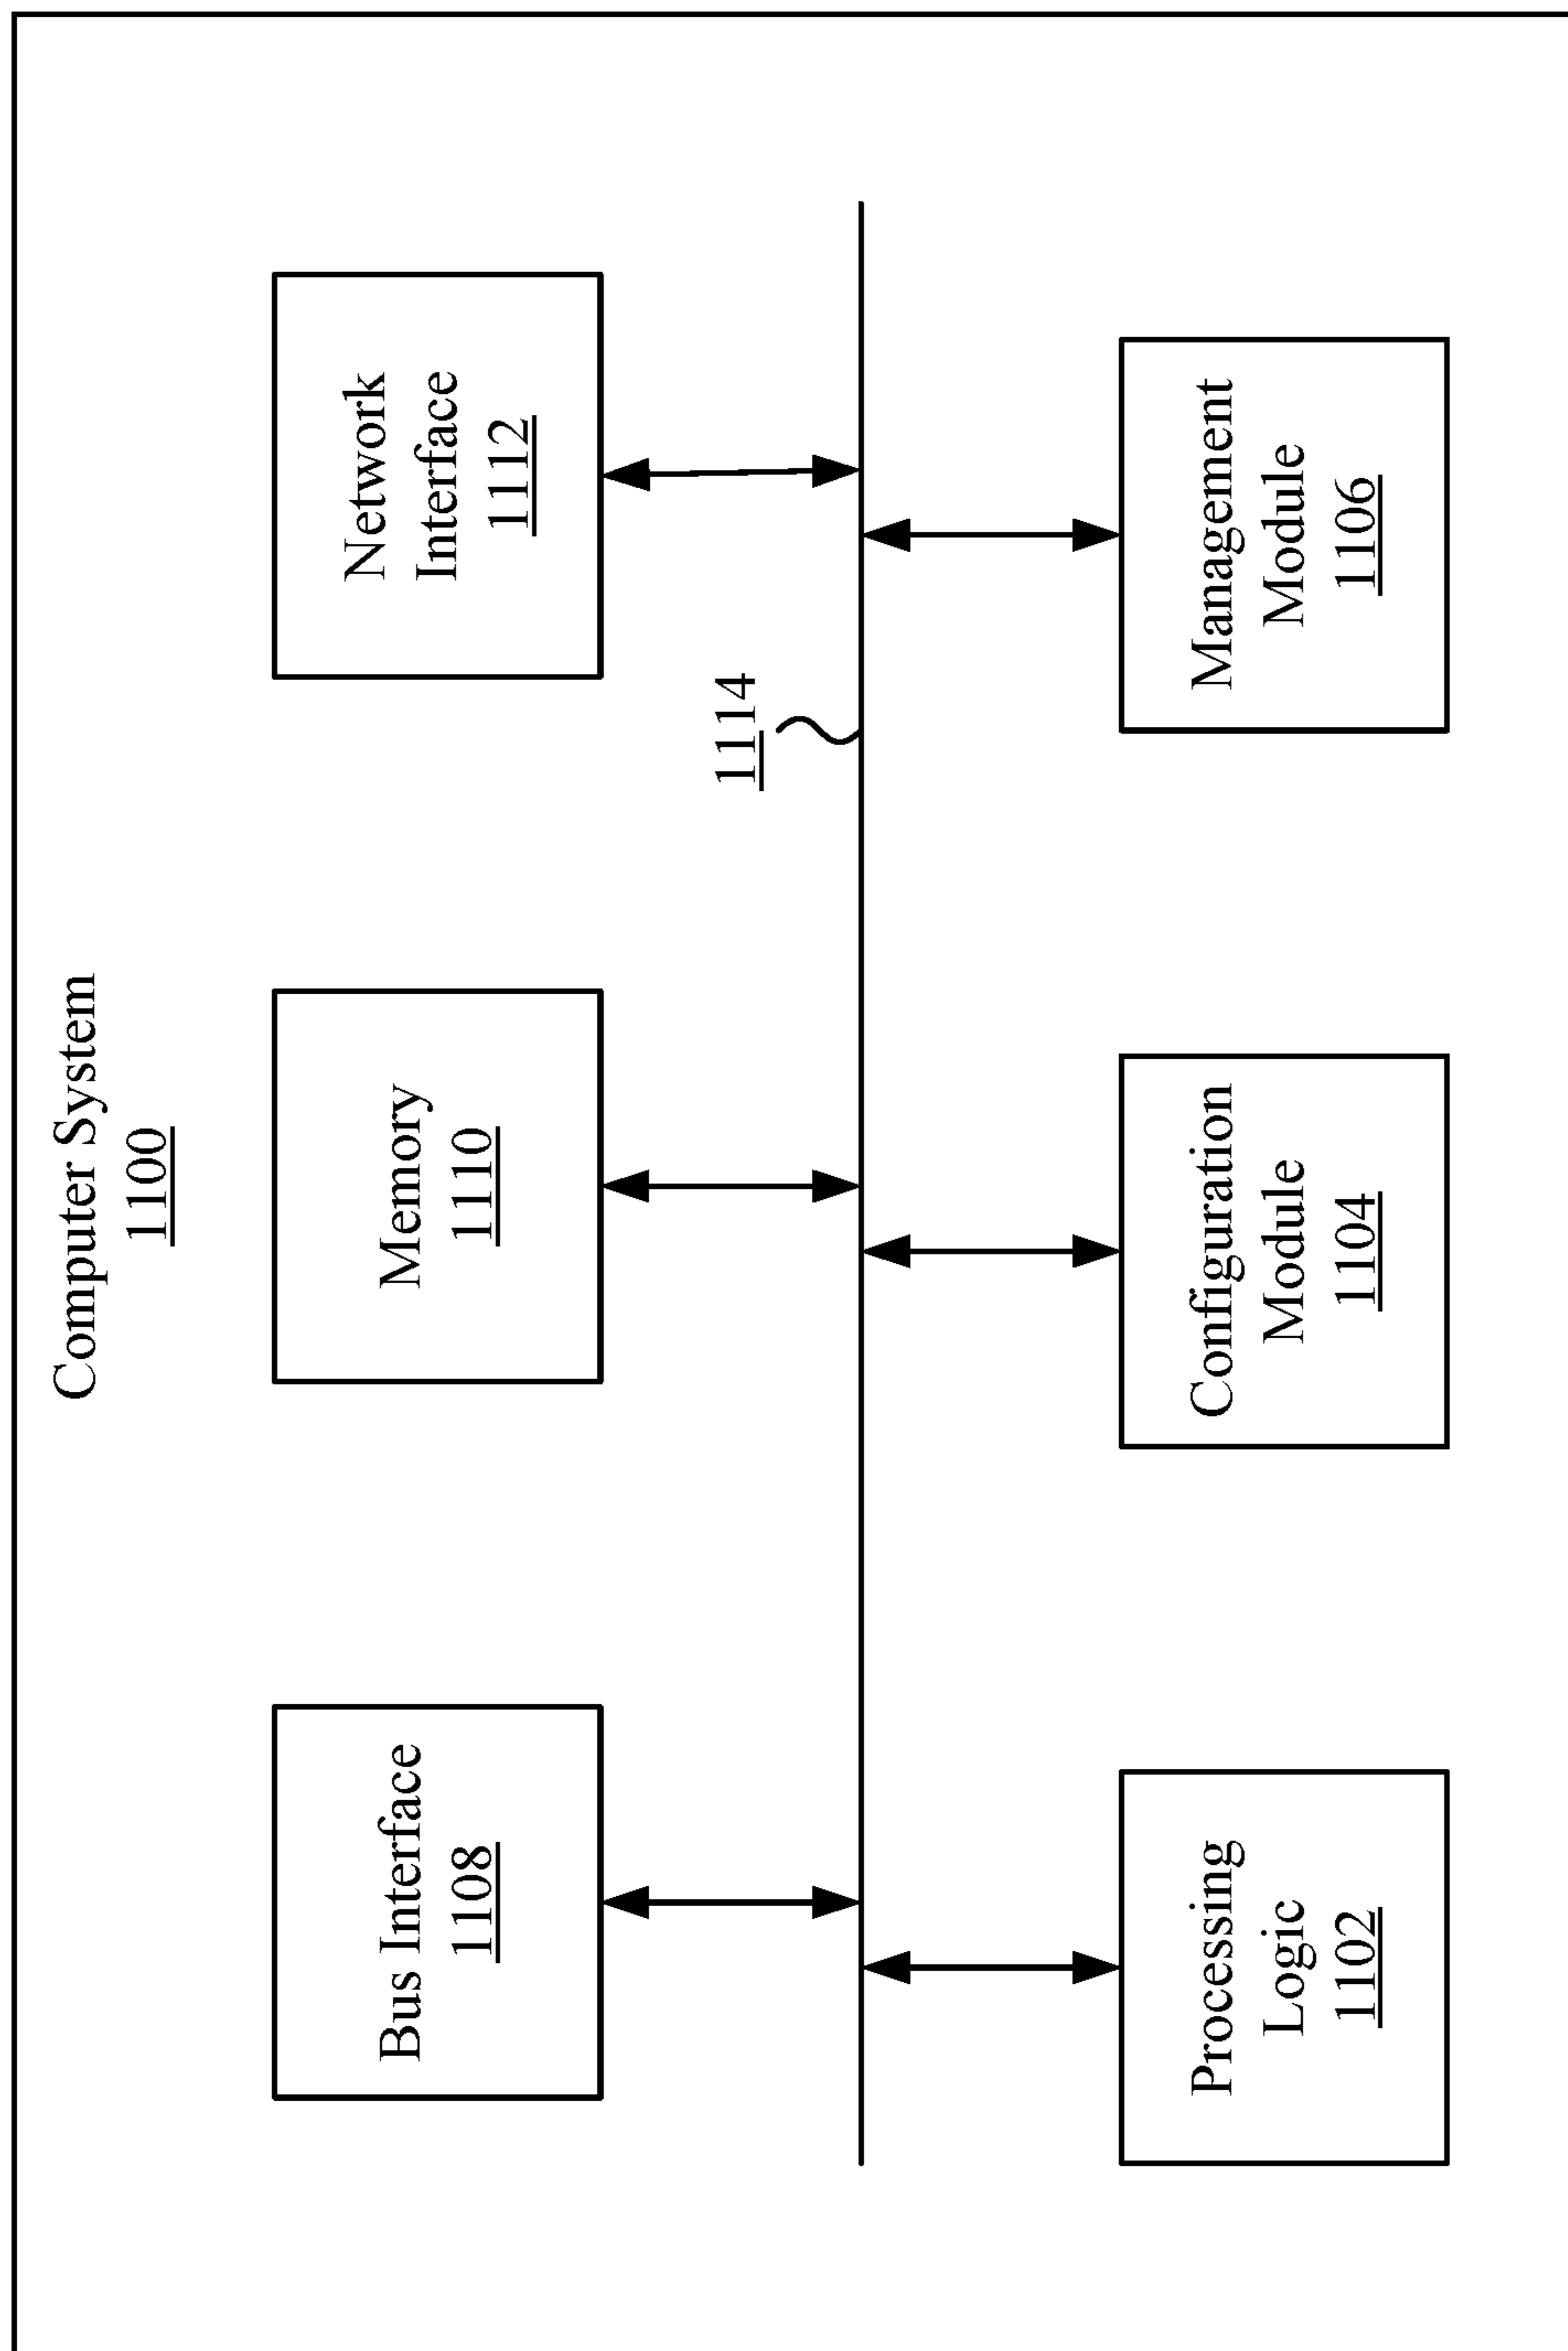 Computer System
1100
Bus Interface
1108
Memory
1110
Network
Interface
1112
1114
Processing
Logic
1102
Configuration
Module
1104
Management
Module
1106